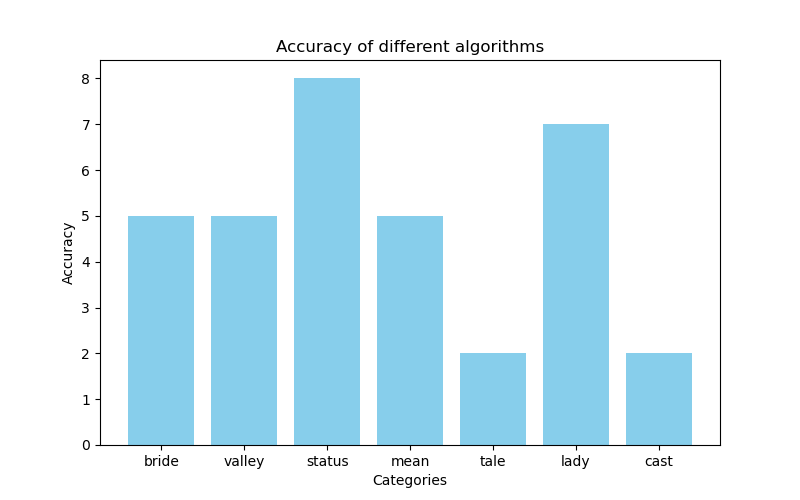 Accuracy of different algorithms
8
7
6
5
4
3
2
1
0
Accuracy
bride valley status mean tale lady cast
Categories